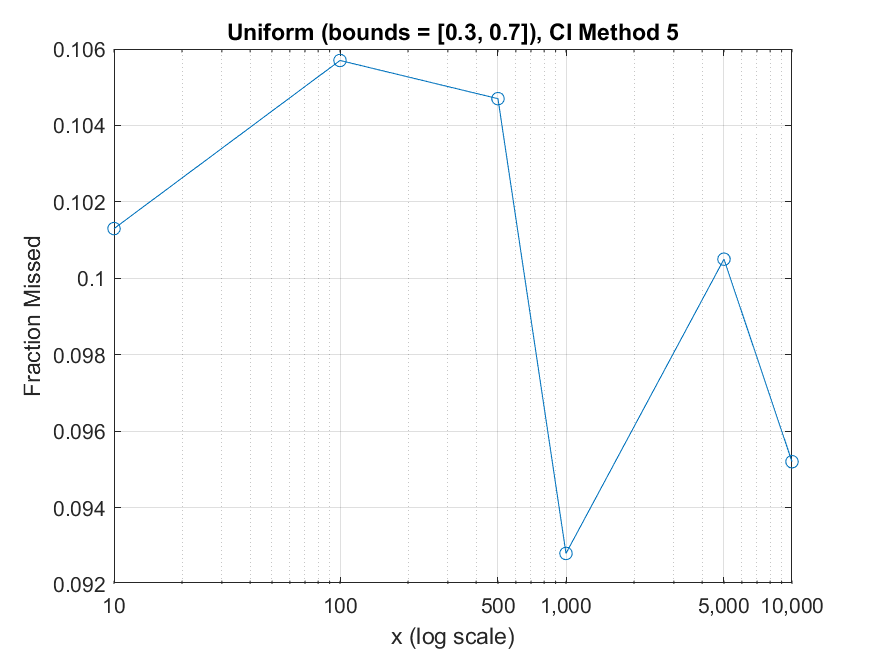 Uniform (bounds = [0.3, 0.7]), CI Method 5
0.106
0.104
0.102
0.1
0.098
0.096
0.094
0.092
Fraction Missed
10 100 500 1,000 5,000 10,000
x (log scale)